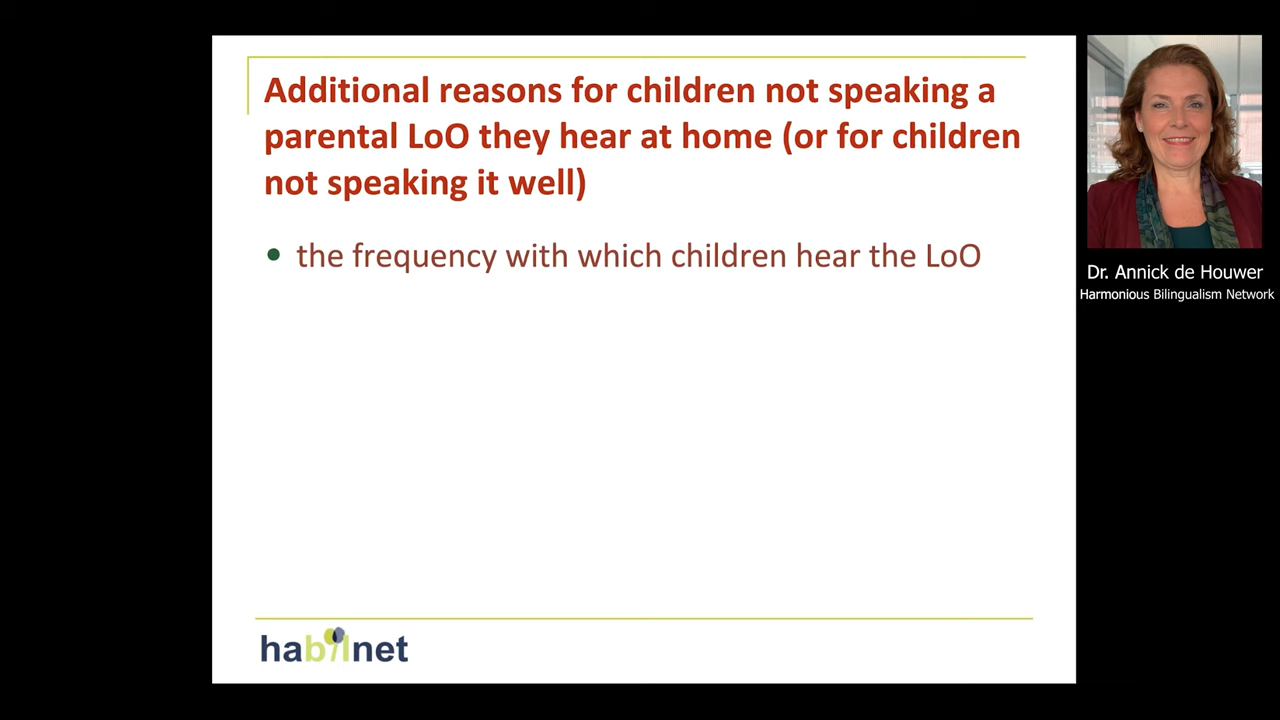 Additional reasons for children not speaking a
parental LoO they hear at home (or for children
not speaking it well)
• the frequency with which children hear the LoO
habilnet
Dr. Annick de Houwer
Harmonious Bilingualism Network